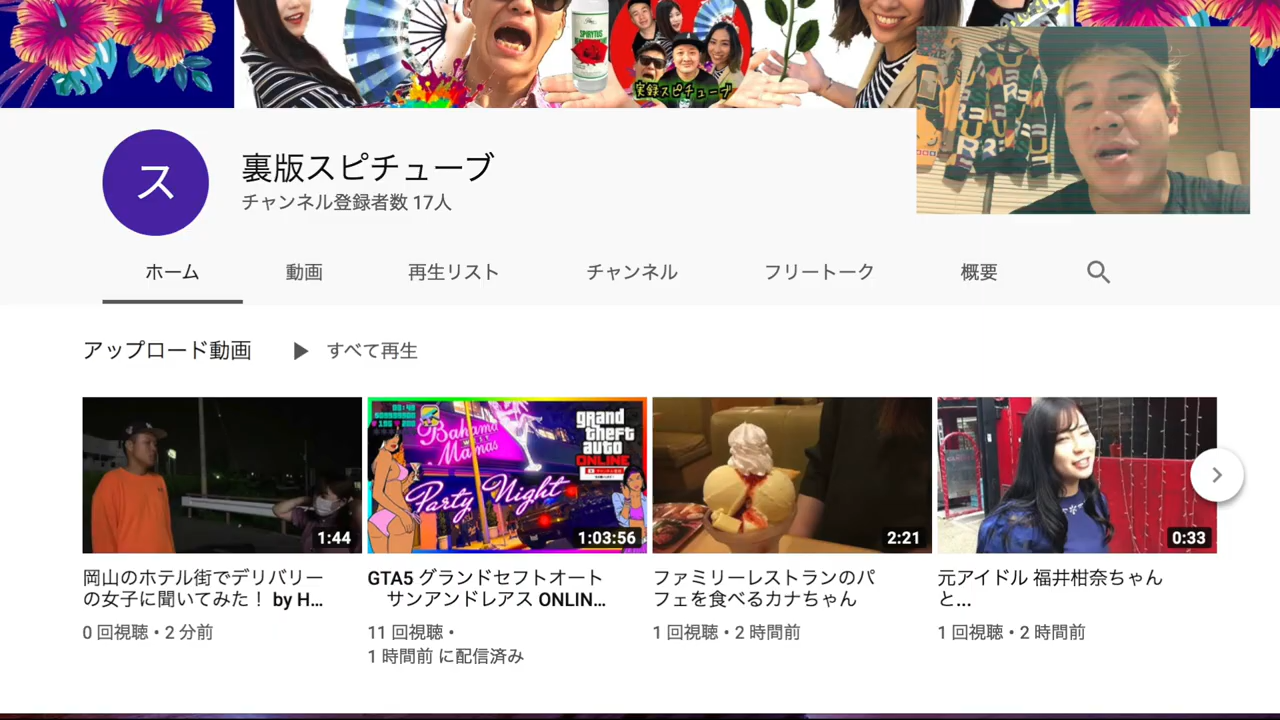 SPIRYTUS
実録スピチューブ
ス
裏版スピチューブ
チャンネル登録者数 17人
ホーム
動画
再生リスト
チャンネル
フリートーク
概要
アップロード動画
すべて再生
1:44
Bahama
Mamas
Party Night
grand
theft
auto
ONLINE
1:03:56
2:21
0:33
岡山のホテル街でデリバリー
の女子に聞いてみた！ by H...
0 回視聴・2 分前
GTA5 グランドセフトオート
サンアンドレアス ONLIN...
11 回視聴・
1 時間前 に配信済み
ファミリーレストランのパ
フェを食べるカナちゃん
1 回視聴・2 時間前
元アイドル 福井柑奈ちゃん
と...
1 回視聴・2 時間前